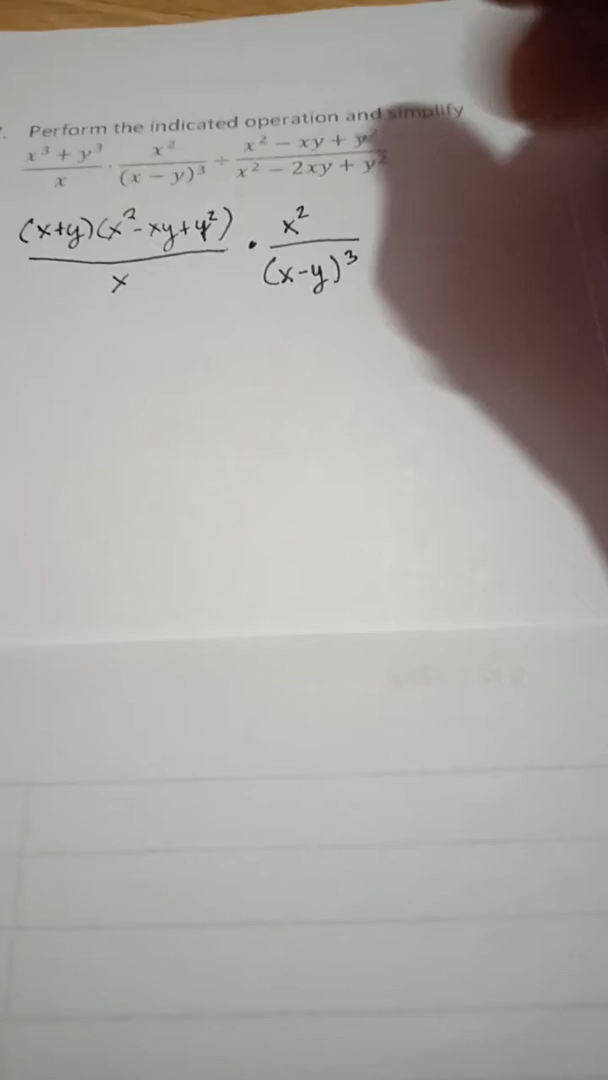 . Perform the indicated operation and simplify
x³ + y³ / x · x² / (x − y)³ ÷ x² − xy + y² / x² − 2xy + y²
(x+y)(x²-xy+y²) / x · x² / (x-y)³